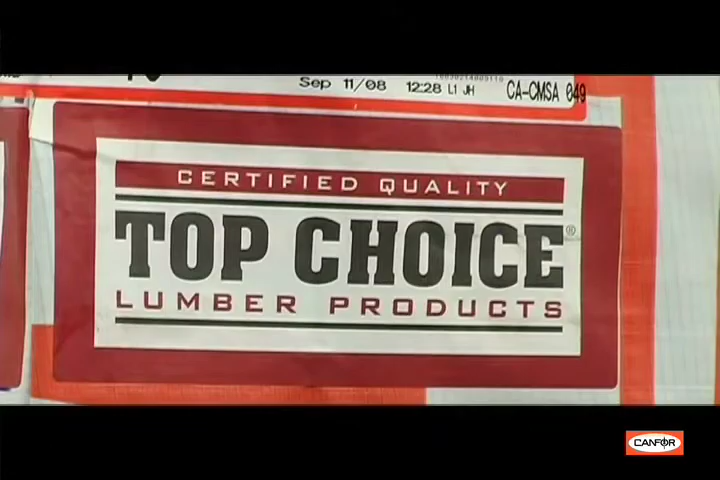 Sep 11/08 12:28 L1 JH CA-CMSA 049
CERTIFIED QUALITY
TOP CHOICE®
LUMBER PRODUCTS
CANFOR